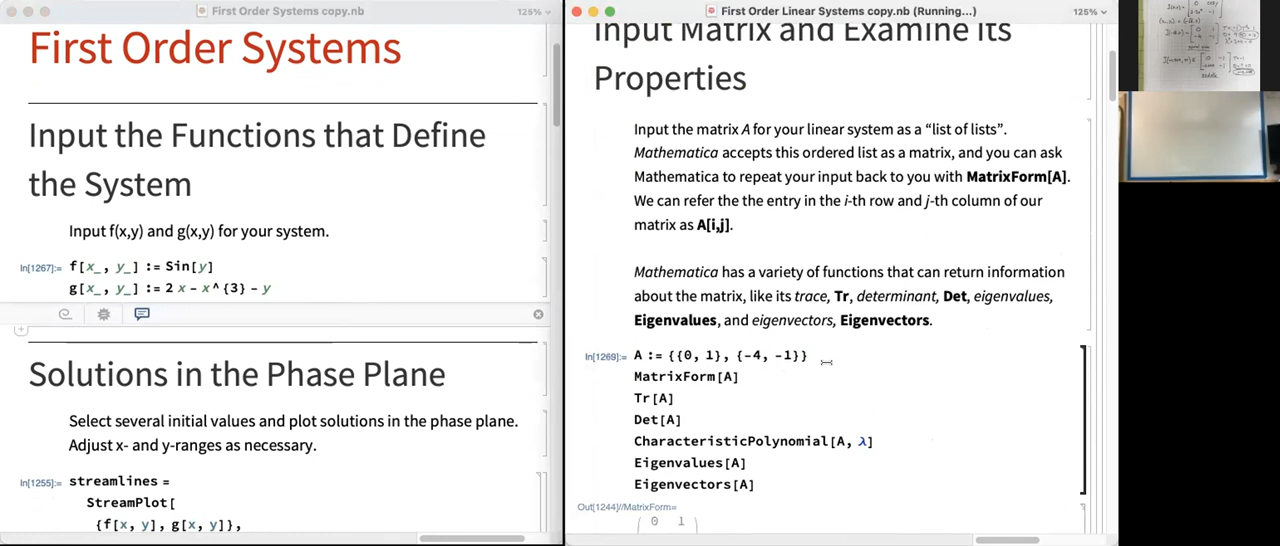 First Order Systems copy.nb
125%
First Order Systems
Input the Functions that Define
the System
Input f(x,y) and g(x,y) for your system.
In[1267]:= f[x_, y_] := Sin[y]
g[x_, y_] := 2 x - x^{3} - y
Solutions in the Phase Plane
Select several initial values and plot solutions in the phase plane.
Adjust x- and y-ranges as necessary.
In[1255]:= streamlines =
StreamPlot[
{f[x, y], g[x, y]},
First Order Linear Systems copy.nb (Running...)
125%
Input Matrix and Examine its
Properties
Input the matrix A for your linear system as a “list of lists”.
Mathematica accepts this ordered list as a matrix, and you can ask
Mathematica to repeat your input back to you with MatrixForm[A].
We can refer the the entry in the i-th row and j-th column of our
matrix as A[i,j].
Mathematica has a variety of functions that can return information
about the matrix, like its trace, Tr, determinant, Det, eigenvalues,
Eigenvalues, and eigenvectors, Eigenvectors.
In[1269]:= A := {{0, 1}, {-4, -1}}
MatrixForm[A]
Tr[A]
Det[A]
CharacteristicPolynomial[A, λ]
Eigenvalues[A]
Eigenvectors[A]
Out[1244]//MatrixForm=
0 1